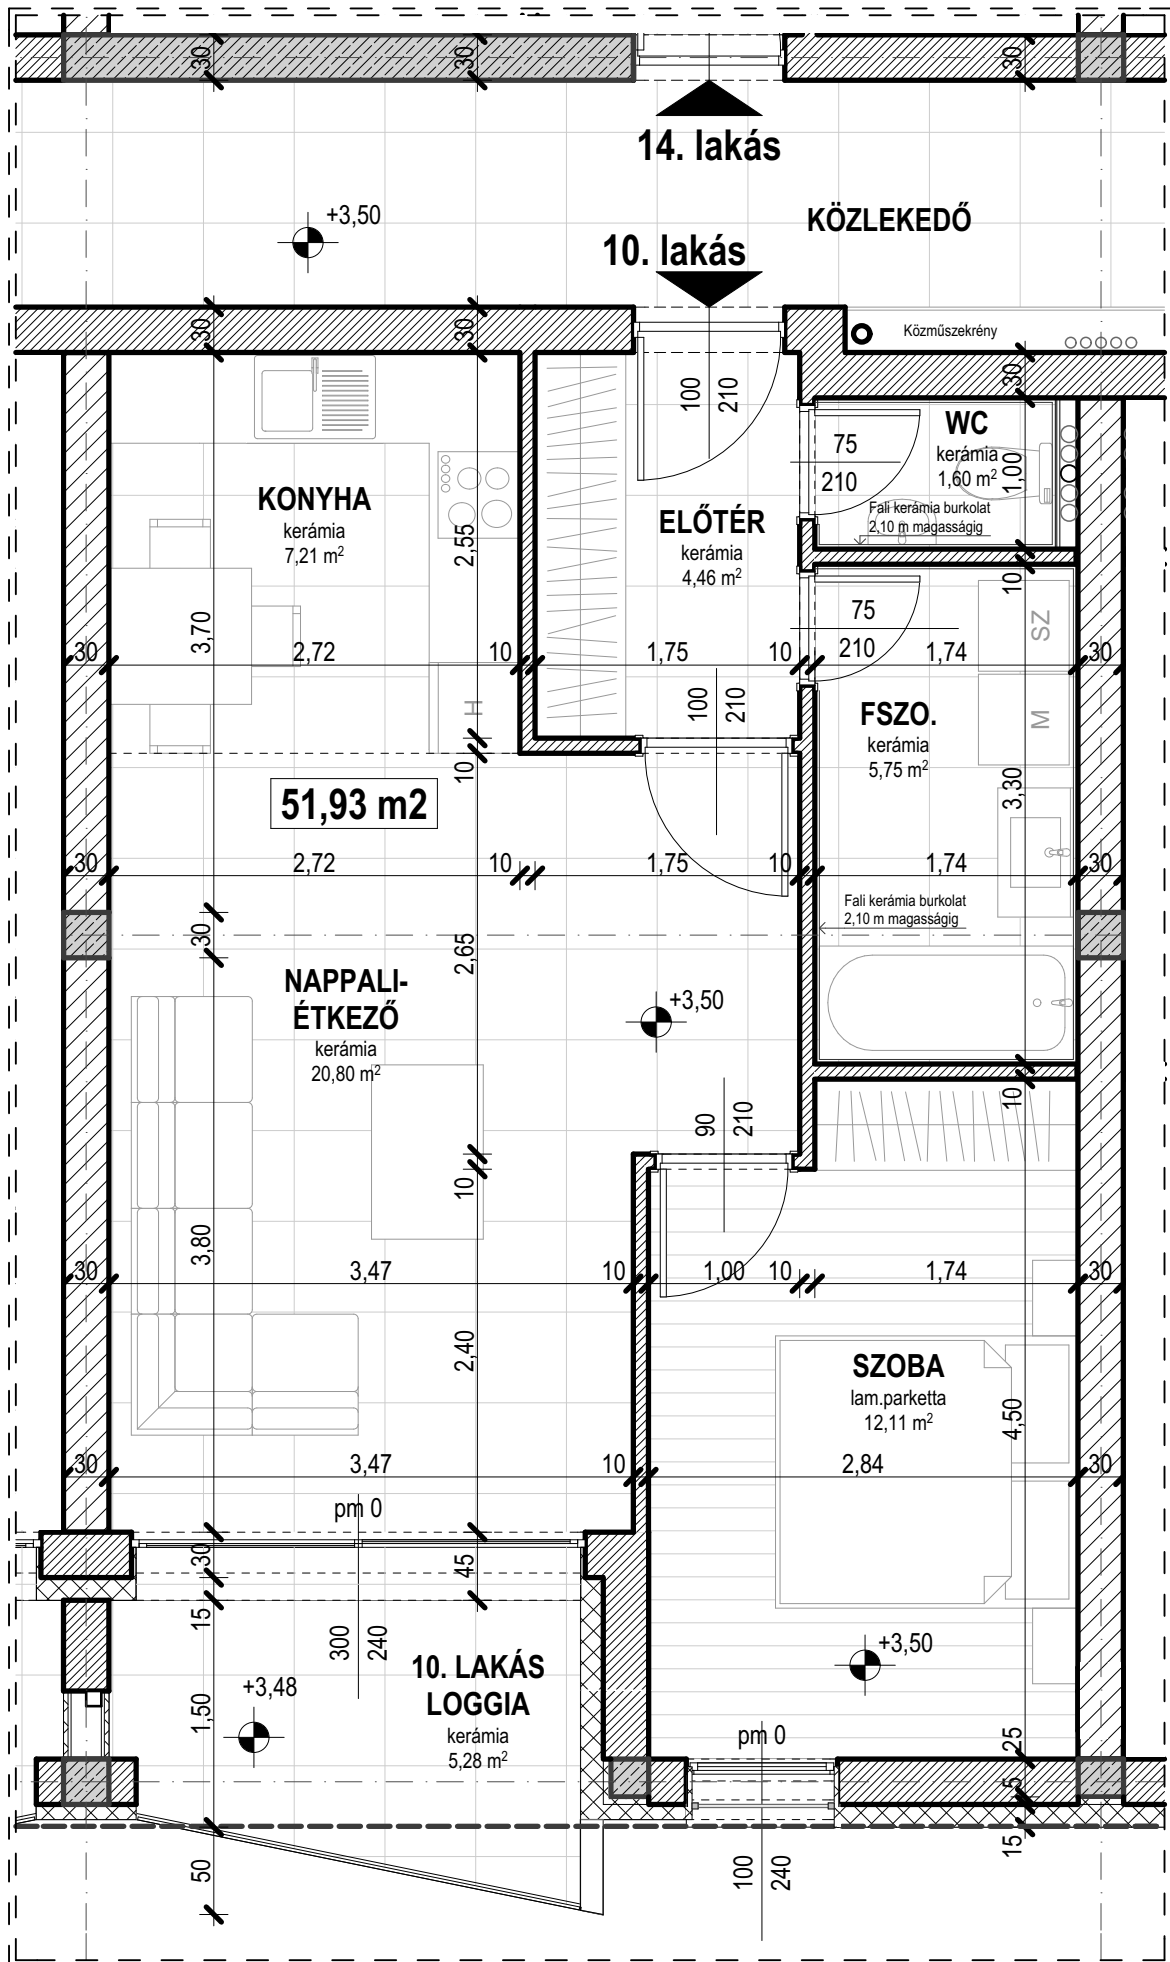 30
30
30
14. lakás
+3,50
KÖZLEKEDŐ
10. lakás
30
30
Közműszekrény
30
100
210
WC
kerámia
1,60 m²
1,00
75
210
Fali kerámia burkolat
2,10 m magasságig
KONYHA
kerámia
7,21 m²
2,55
ELŐTÉR
kerámia
4,46 m²
10
75
210
SZ
3,70
30
2,72
10
1,75
10
1,74
30
100
210
H
M
FSZO.
kerámia
5,75 m²
10
3,30
51,93 m2
30
2,72
10
1,75
10
1,74
30
Fali kerámia burkolat
2,10 m magasságig
30
2,65
NAPPALI-
ÉTKEZŐ
kerámia
20,80 m²
+3,50
90
210
10
10
3,80
30
3,47
10
1,00
10
1,74
30
2,40
SZOBA
lam.parketta
12,11 m²
4,50
30
3,47
10
2,84
30
pm 0
30
45
15
300
240
10. LAKÁS
LOGGIA
kerámia
5,28 m²
+3,50
+3,48
1,50
pm 0
25
5
15
50
100
240